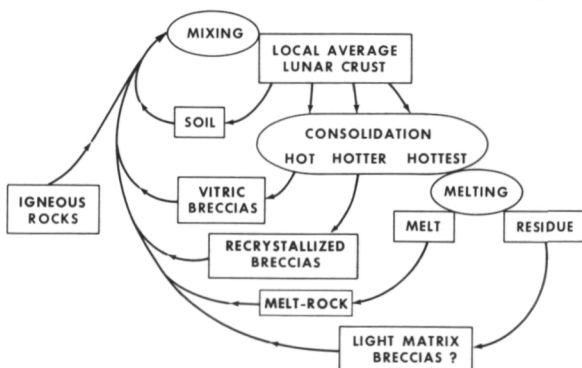 MIXING
LOCAL AVERAGE
LUNAR CRUST
SOIL
CONSOLIDATION
HOT HOTTER HOTTEST
IGNEOUS
ROCKS
VITRIC
BRECCIAS
MELTING
MELT
RESIDUE
RECRYSTALLIZED
BRECCIAS
MELT-ROCK
LIGHT MATRIX
BRECCIAS ?